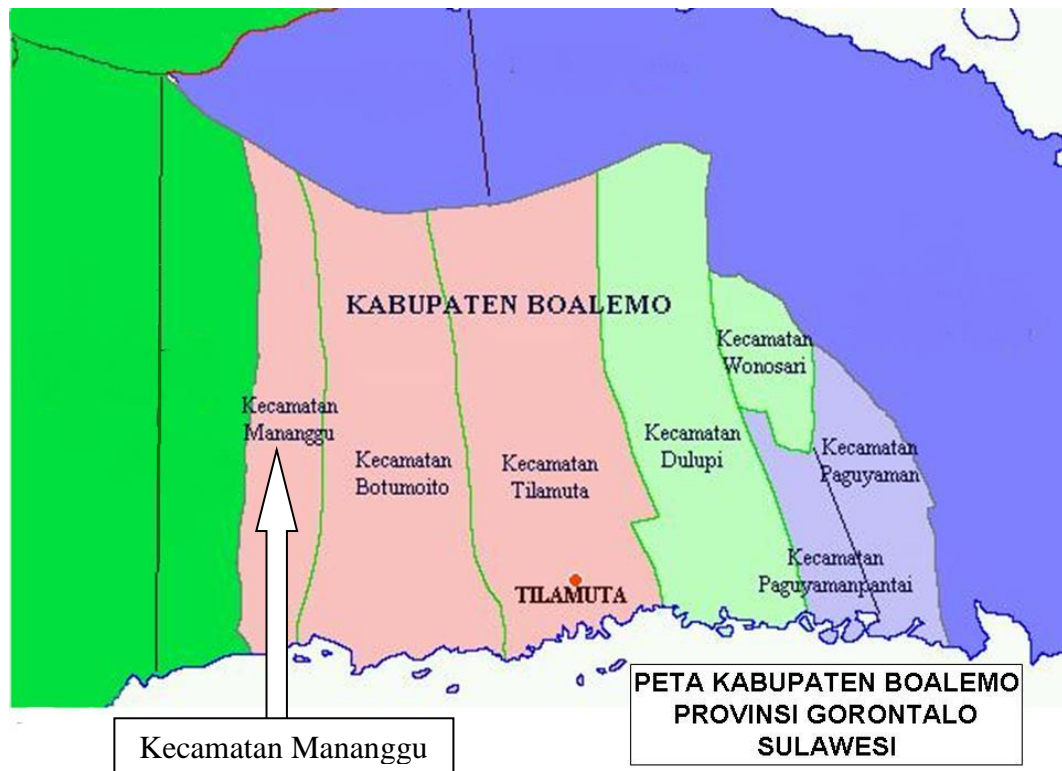 KABUPATEN BOALEMO
Kecamatan
Wonosari
Kecamatan
Mananggu
Kecamatan
Botumoito
Kecamatan
Tilamuta
Kecamatan
Dulupi
Kecamatan
Paguyaman
Kecamatan
Paguyamanpantai
TILAMUTA
PETA KABUPATEN BOALEMO
PROVINSI GORONTALO
SULAWESI
Kecamatan Mananggu